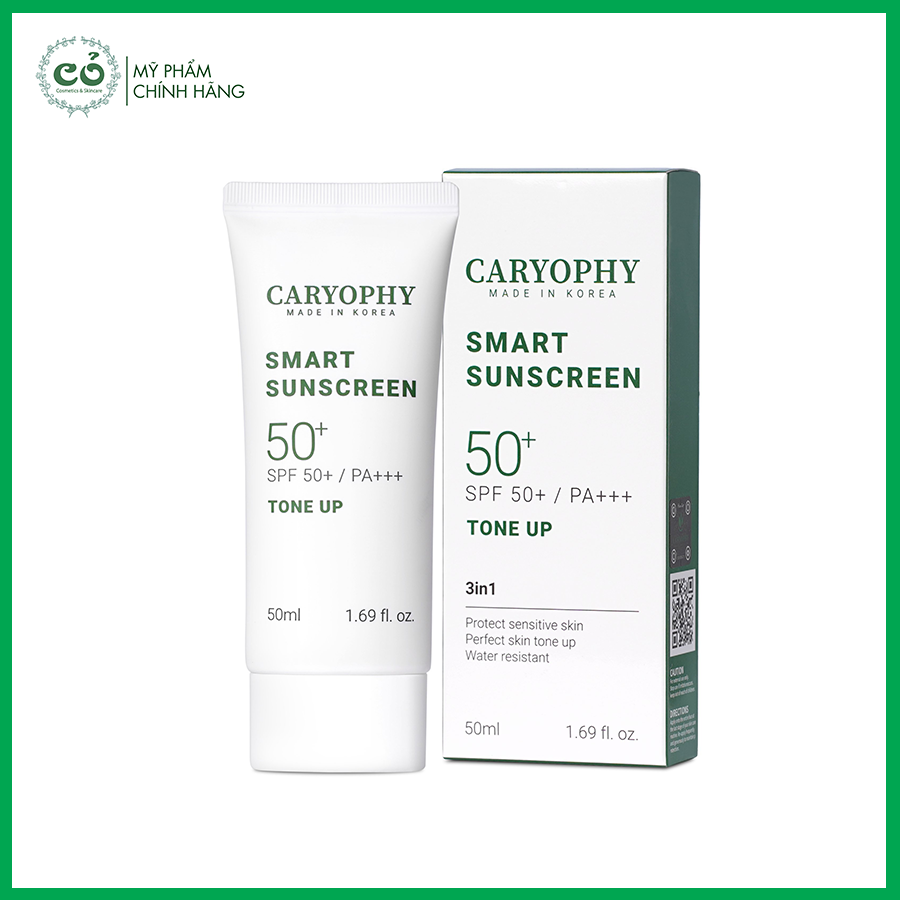 CỎ
Cosmetics & Skincare
MỸ PHẨM
CHÍNH HÃNG
CARYOPHY
MADE IN KOREA
SMART
SUNSCREEN
50+
SPF 50+ / PA+++
TONE UP
50ml 1.69 fl. oz.
CARYOPHY
MADE IN KOREA
SMART
SUNSCREEN
50+
SPF 50+ / PA+++
TONE UP
3in1
Protect sensitive skin
Perfect skin tone up
Water resistant
50ml 1.69 fl. oz.
CAUTION
DIRECTIONS